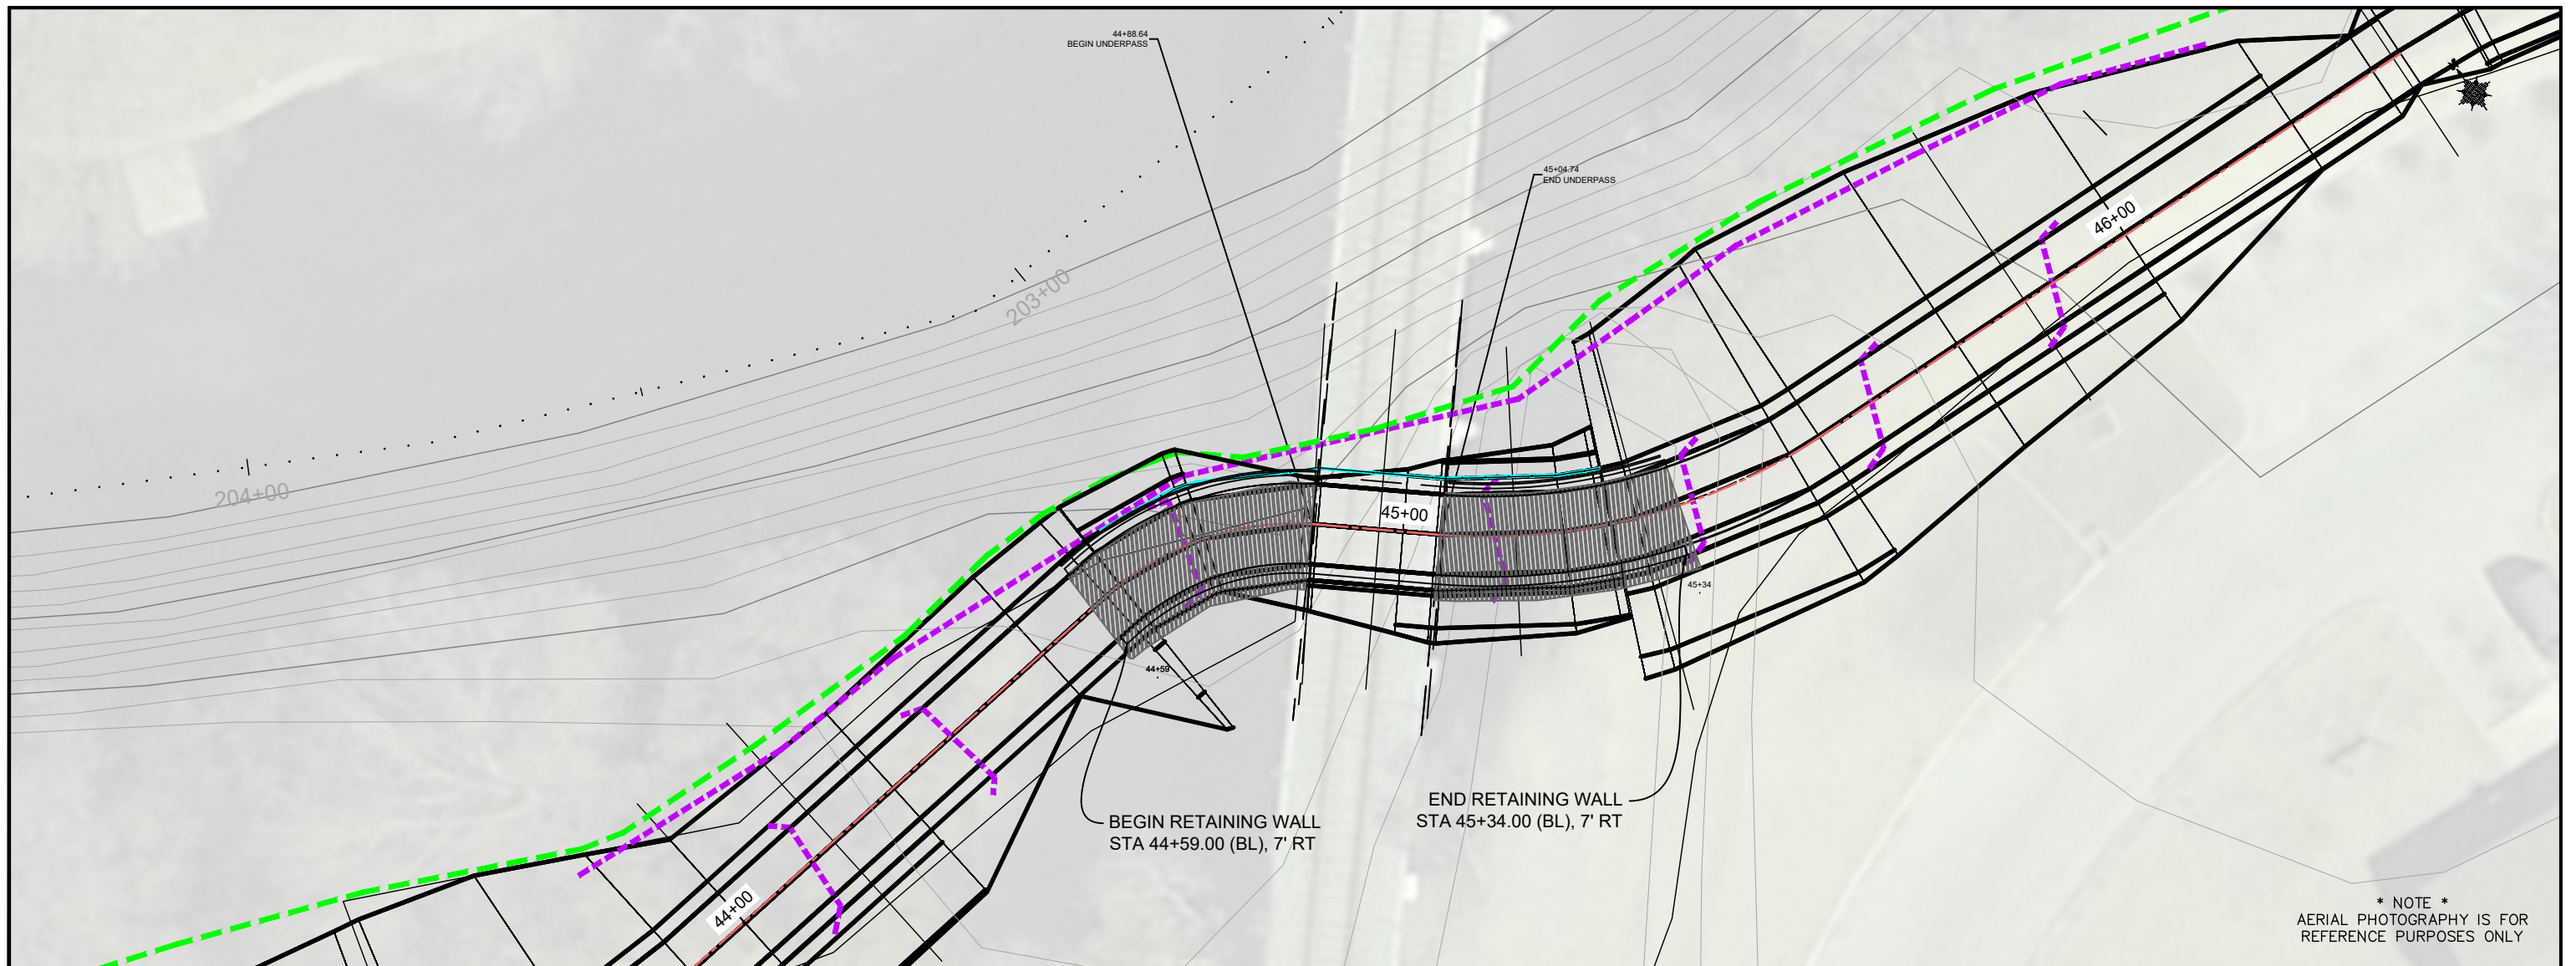 44+88.64
BEGIN UNDERPASS
45+04.74
END UNDERPASS
46+00
203+00
204+00
45+00
45+34
44+59
END RETAINING WALL
STA 45+34.00 (BL), 7' RT
BEGIN RETAINING WALL
STA 44+59.00 (BL), 7' RT
44+00
* NOTE *
AERIAL PHOTOGRAPHY IS FOR
REFERENCE PURPOSES ONLY